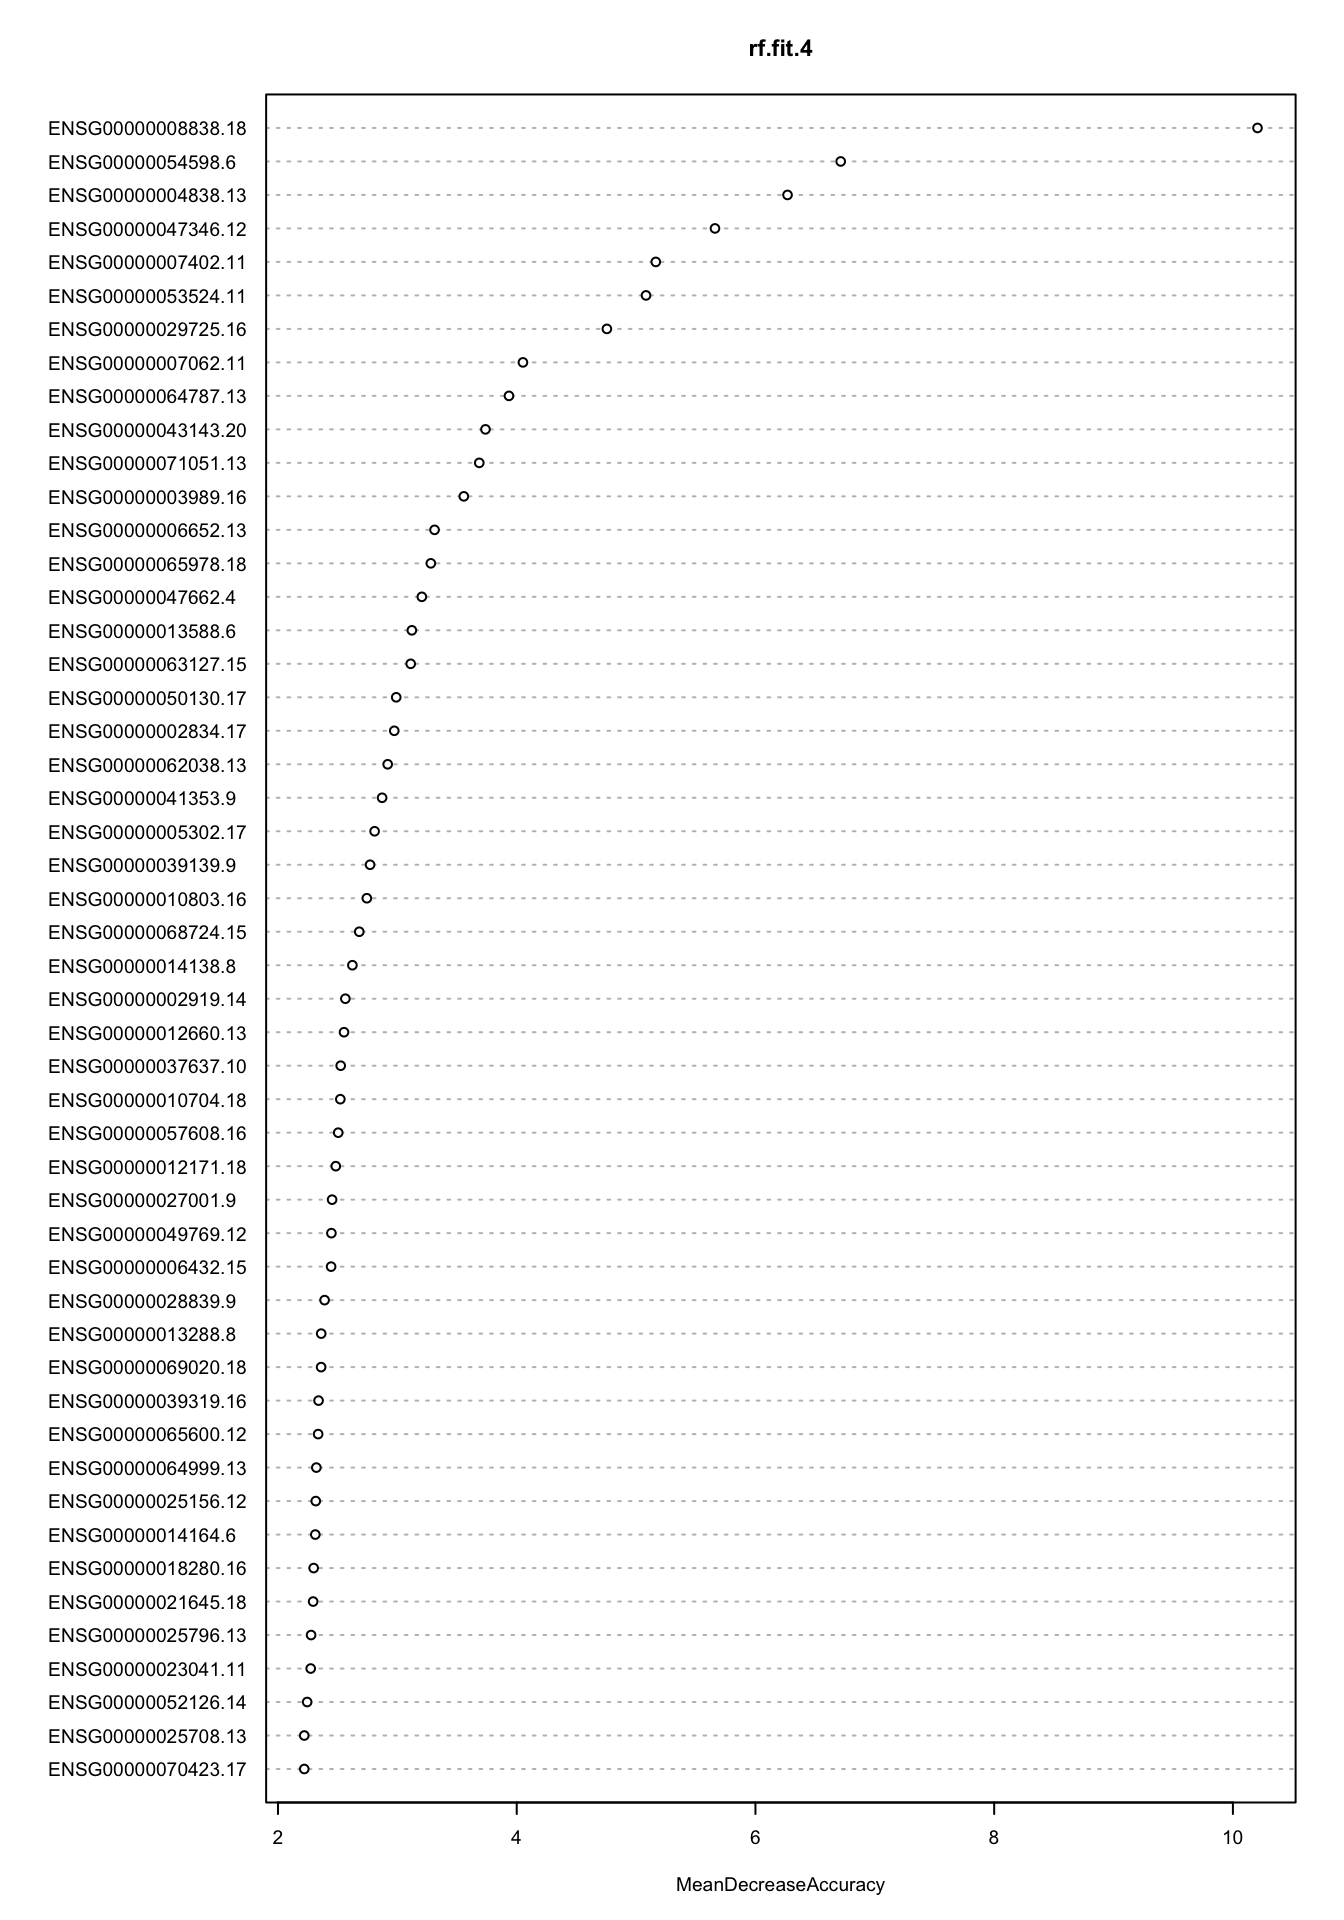 rf.fit.4
ENSG00000008838.18
ENSG00000054598.6
ENSG00000004838.13
ENSG00000047346.12
ENSG00000007402.11
ENSG00000053524.11
ENSG00000029725.16
ENSG00000007062.11
ENSG00000064787.13
ENSG00000043143.20
ENSG00000071051.13
ENSG00000003989.16
ENSG00000006652.13
ENSG00000065978.18
ENSG00000047662.4
ENSG00000013588.6
ENSG00000063127.15
ENSG00000050130.17
ENSG00000002834.17
ENSG00000062038.13
ENSG00000041353.9
ENSG00000005302.17
ENSG00000039139.9
ENSG00000010803.16
ENSG00000068724.15
ENSG00000014138.8
ENSG00000002919.14
ENSG00000012660.13
ENSG00000037637.10
ENSG00000010704.18
ENSG00000057608.16
ENSG00000012171.18
ENSG00000027001.9
ENSG00000049769.12
ENSG00000006432.15
ENSG00000028839.9
ENSG00000013288.8
ENSG00000069020.18
ENSG00000039319.16
ENSG00000065600.12
ENSG00000064999.13
ENSG00000025156.12
ENSG00000014164.6
ENSG00000018280.16
ENSG00000021645.18
ENSG00000025796.13
ENSG00000023041.11
ENSG00000052126.14
ENSG00000025708.13
ENSG00000070423.17
2 4 6 8 10
MeanDecreaseAccuracy